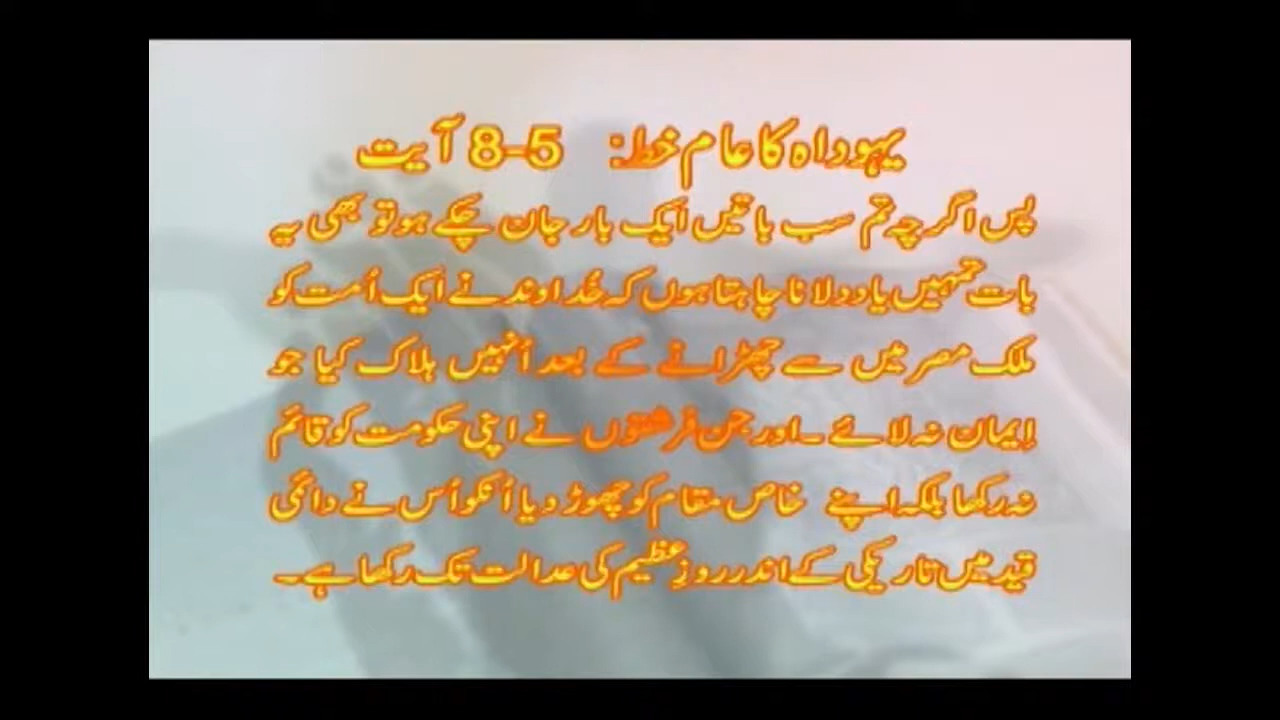 یہوداہ کا عام خط: 5-8 آیت
پس اگرچہ تم سب باتیں ایک بار جان چکے ہو تو بھی یہ
بات تمہیں یاد دلانا چاہتا ہوں کہ خُداوند نے ایک اُمت کو
ملک مصر میں سے چھڑانے کے بعد اُنہیں ہلاک کیا جو
اِیمان نہ لائے ۔ اور جن فرشتوں نے اپنی حکومت کو قائم
نہ رکھا بلکہ اپنے خاص مقام کو چھوڑ دیا اُنکو اُس نے دائمی
قید میں تاریکی کے اندر روزِ عظیم کی عدالت تک رکھا ہے ۔